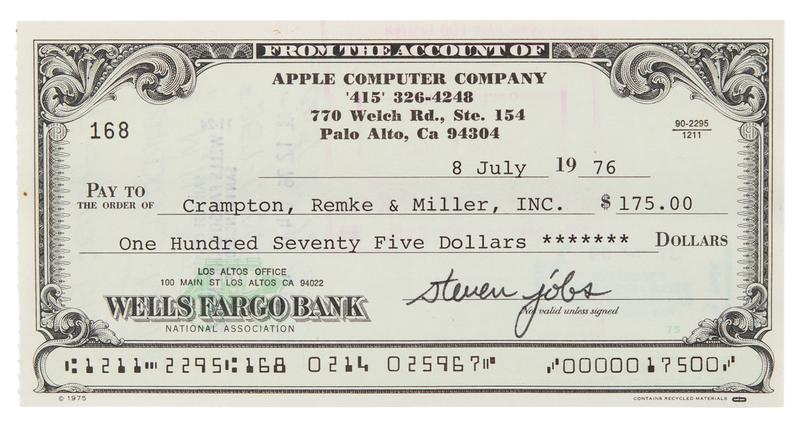 FROM THE ACCOUNT OF
APPLE COMPUTER COMPANY
'415' 326-4248
770 Welch Rd., Ste. 154
Palo Alto, Ca 94304
168
90-2295
1211
8 July 19 76
PAY TO
THE ORDER OF Crampton, Remke & Miller, INC. $ 175.00
One Hundred Seventy Five Dollars ******* DOLLARS
LOS ALTOS OFFICE
100 MAIN ST LOS ALTOS CA 94022
WELLS FARGO BANK
NATIONAL ASSOCIATION
steven jobs
Not valid unless signed
75
⑆1211⑉2295⑆168 0214 025967⑈ ⑇0000017500⑇
© 1975
CONTAINS RECYCLED MATERIALS